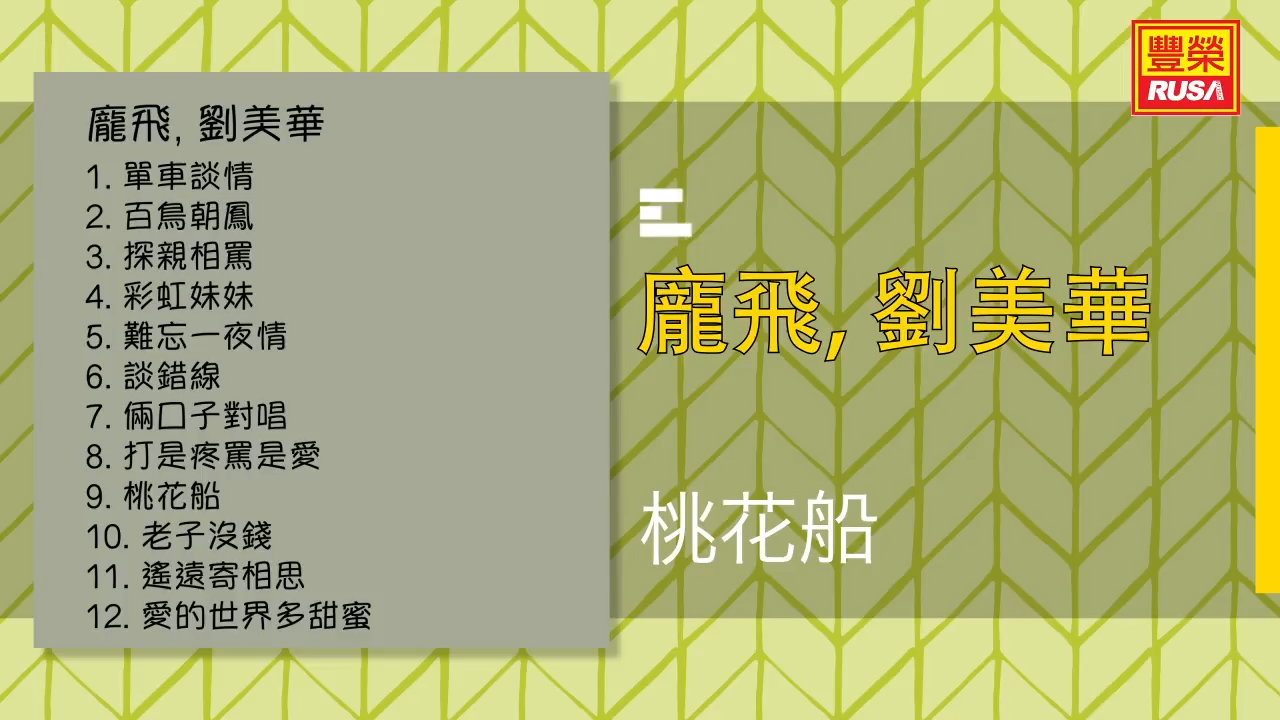 豐榮
RUSA
龐飛, 劉美華
1. 單車談情
2. 百鳥朝鳳
3. 探親相罵
4. 彩虹妹妹
5. 難忘一夜情
6. 談錯線
7. 倆口子對唱
8. 打是疼罵是愛
9. 桃花船
10. 老子沒錢
11. 遙遠寄相思
12. 愛的世界多甜蜜
龐飛, 劉美華
桃花船